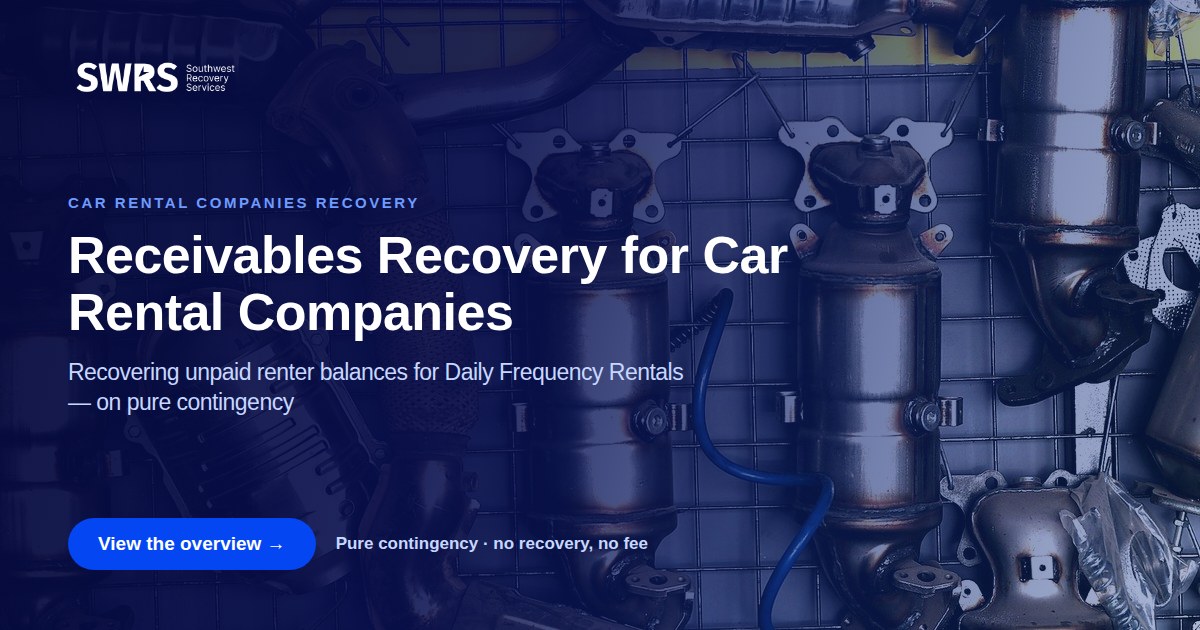 SWRS Southwest
Recovery
Services
CAR RENTAL COMPANIES RECOVERY
Receivables Recovery for Car
Rental Companies
Recovering unpaid renter balances for Daily Frequency Rentals
— on pure contingency
View the overview → Pure contingency · no recovery, no fee